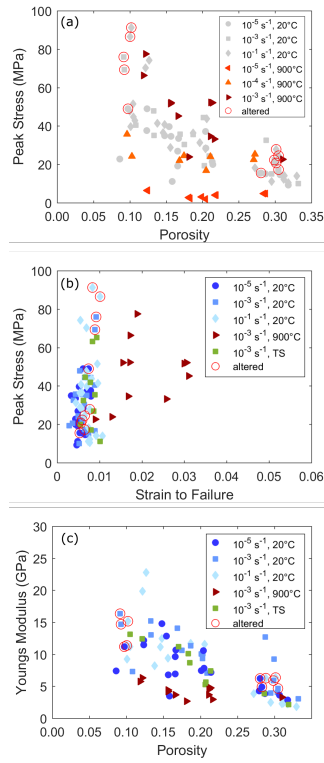 (a)
10⁻⁵ s⁻¹, 20°C
10⁻³ s⁻¹, 20°C
10⁻¹ s⁻¹, 20°C
10⁻⁵ s⁻¹, 900°C
10⁻⁴ s⁻¹, 900°C
10⁻³ s⁻¹, 900°C
altered
Peak Stress (MPa)
100
80
60
40
20
0
0.00 0.05 0.10 0.15 0.20 0.25 0.30
Porosity
(b)
10⁻⁵ s⁻¹, 20°C
10⁻³ s⁻¹, 20°C
10⁻¹ s⁻¹, 20°C
10⁻³ s⁻¹, 900°C
10⁻³ s⁻¹, TS
altered
Peak Stress (MPa)
100
80
60
40
20
0
0 0.01 0.02 0.03 0.04 0.05 0.06
Strain to Failure
(c)
10⁻⁵ s⁻¹, 20°C
10⁻³ s⁻¹, 20°C
10⁻¹ s⁻¹, 20°C
10⁻³ s⁻¹, 900°C
10⁻³ s⁻¹, TS
altered
Youngs Modulus (GPa)
30
25
20
15
10
5
0
0.00 0.05 0.10 0.15 0.20 0.25 0.30
Porosity